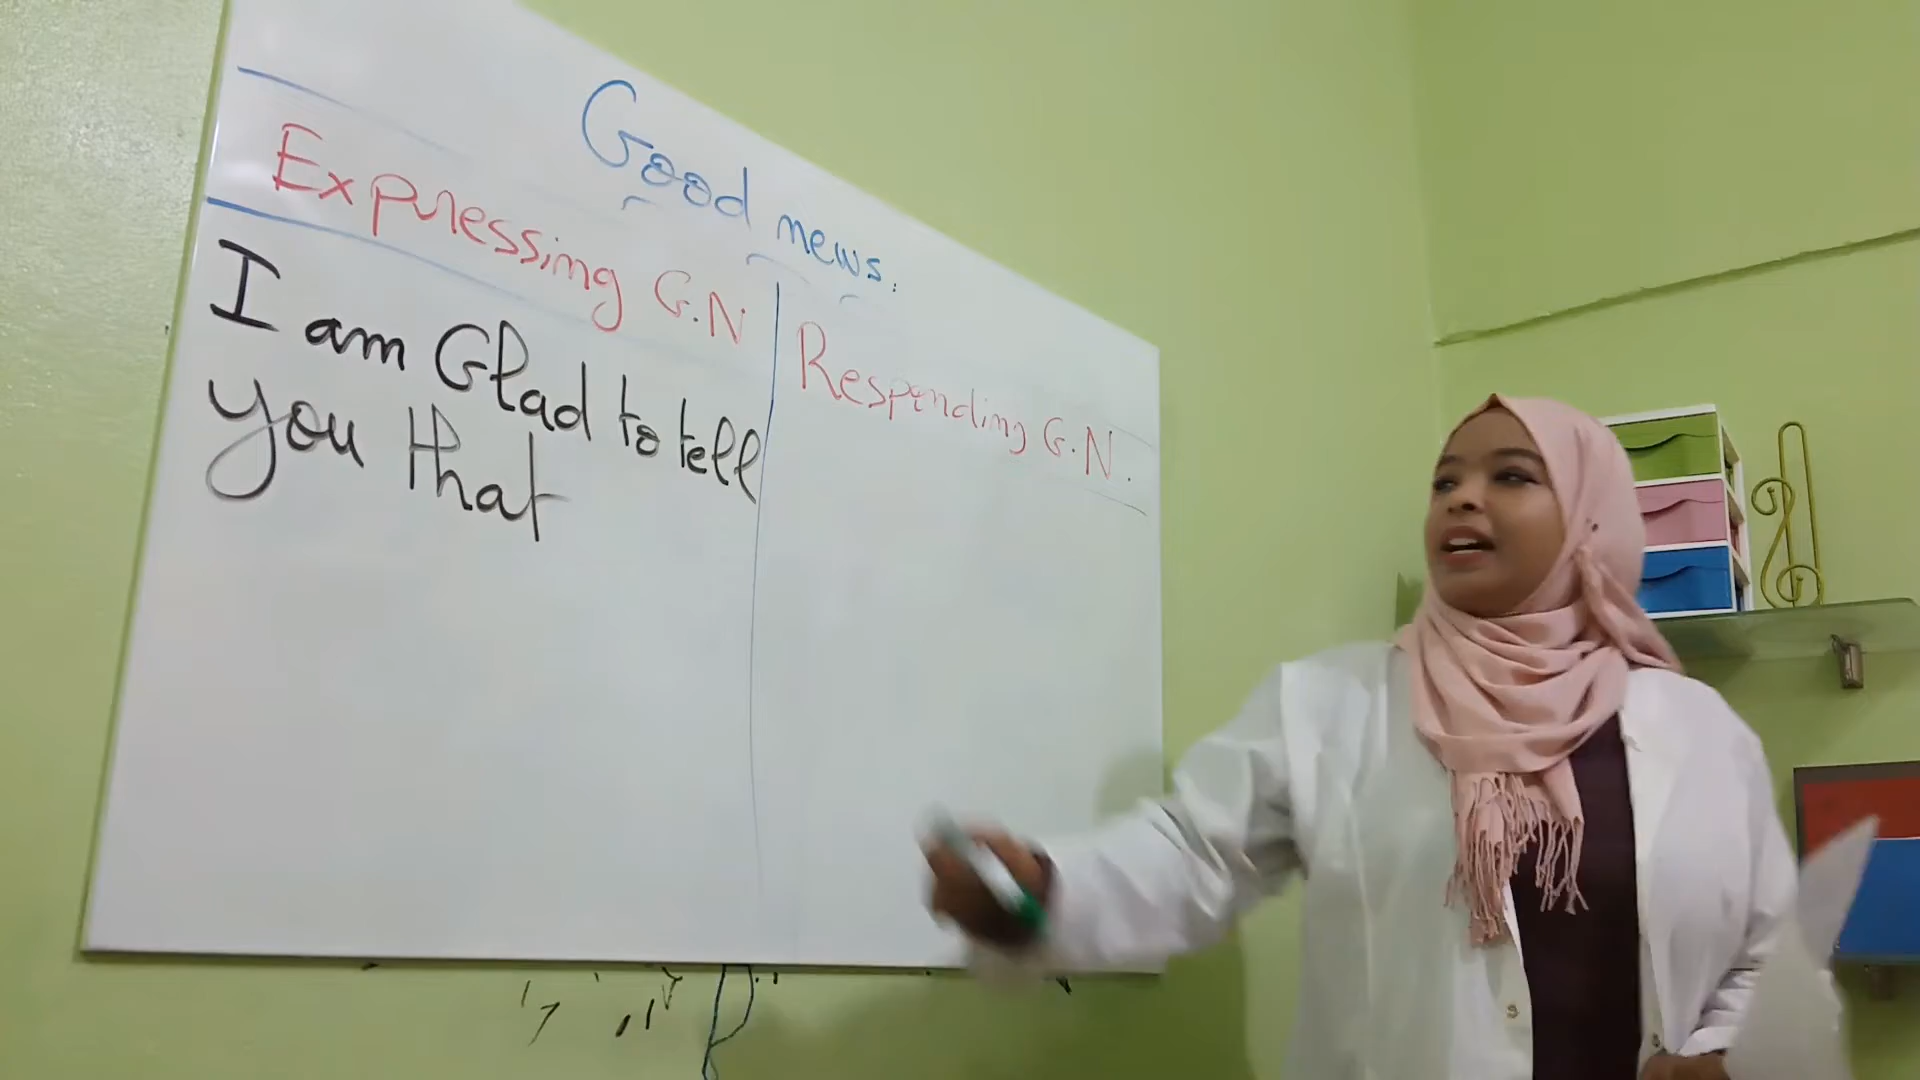 Good news.
Expressing G.N
I am Glad to tell
you that
Responding G.N.